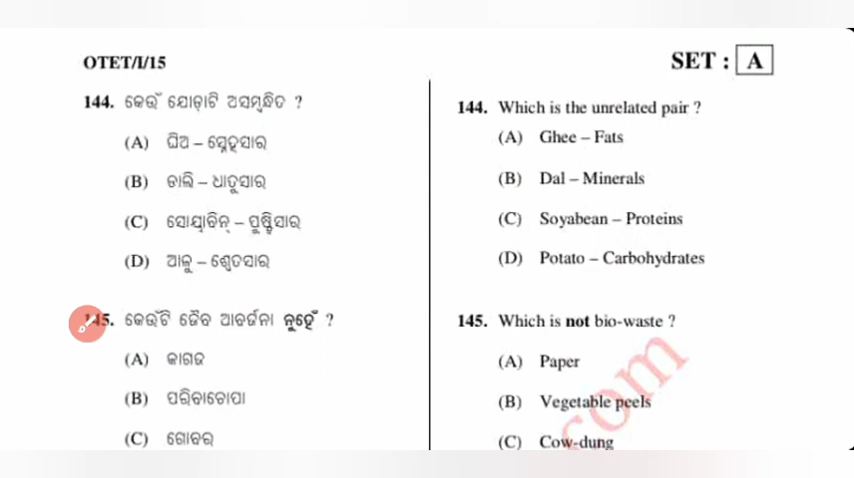 OTET/I/15
SET : A
144. କେଉଁ ଯୋଡ଼ାଟି ଅସମ୍ବନ୍ଧିତ ?
(A) ଘିଅ – ସ୍ନେହସାର
(B) ଡାଲି – ଧାତୁସାର
(C) ସୋୟାବିନ୍ – ପୁଷ୍ଟିସାର
(D) ଆଳୁ – ଶ୍ୱେତସାର
145. କେଉଁଟି ଜୈବ ଆବର୍ଜନା ନୁହେଁ ?
(A) କାଗଜ
(B) ପରିବାଚୋପା
(C) ଗୋବର
144. Which is the unrelated pair ?
(A) Ghee – Fats
(B) Dal – Minerals
(C) Soyabean – Proteins
(D) Potato – Carbohydrates
145. Which is not bio-waste ?
(A) Paper
(B) Vegetable peels
(C) Cow-dung
com